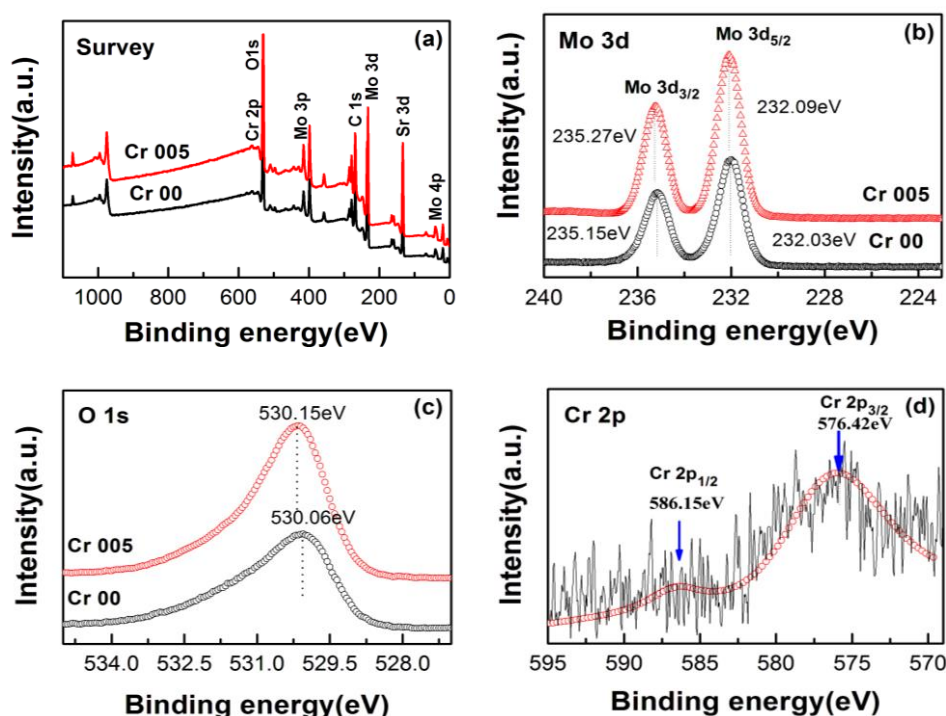 Survey
(a)
Cr 2p
O1s
Mo 3p
C 1s
Mo 3d
Sr 3d
Mo 4p
Cr 005
Cr 00
Intensity(a.u.)
1000 800 600 400 200 0
Binding energy(eV)
Mo 3d
(b)
Mo 3d5/2
Mo 3d3/2
232.09eV
235.27eV
Cr 005
235.15eV
232.03eV
Cr 00
Intensity(a.u.)
240 236 232 228 224
Binding energy(eV)
O 1s
(c)
530.15eV
530.06eV
Cr 005
Cr 00
Intensity(a.u.)
534.0 532.5 531.0 529.5 528.0
Binding energy(eV)
Cr 2p
(d)
Cr 2p3/2
576.42eV
Cr 2p1/2
586.15eV
Intensity(a.u.)
595 590 585 580 575 570
Binding energy(eV)